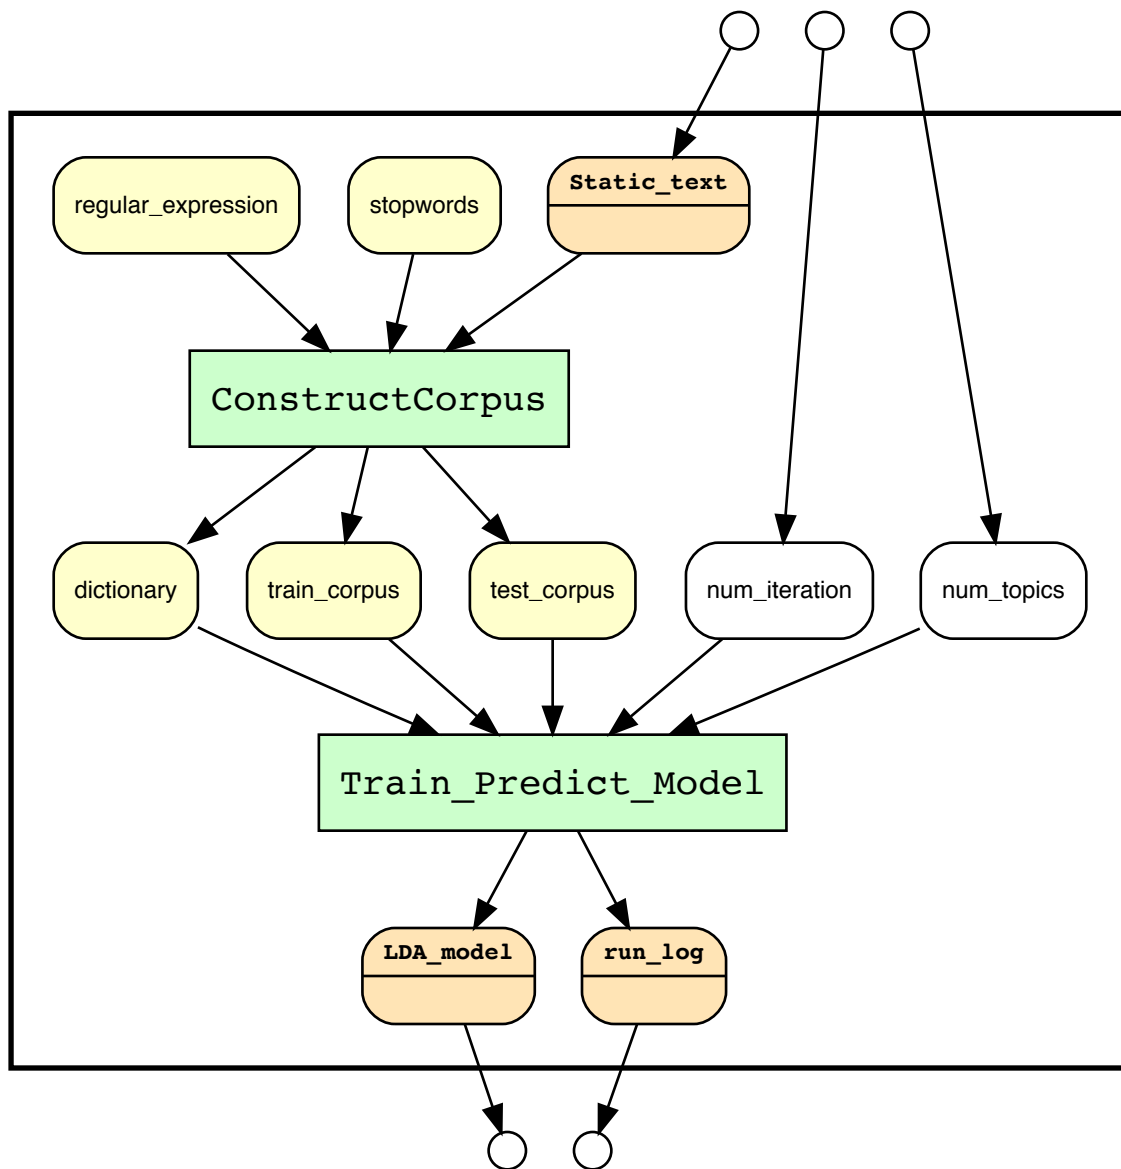 regular_expression
stopwords
Static_text
ConstructCorpus
dictionary
train_corpus
test_corpus
num_iteration
num_topics
Train_Predict_Model
LDA_model
run_log